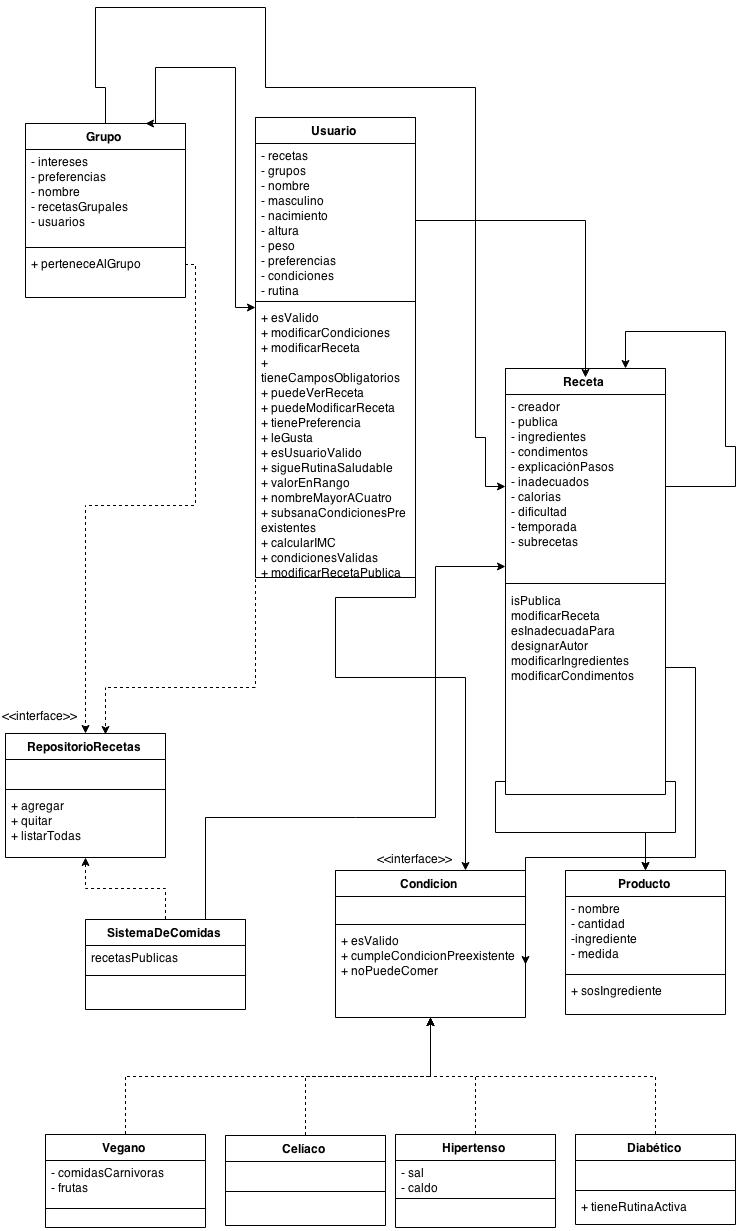 Grupo
- intereses
- preferencias
- nombre
- recetasGrupales
- usuarios
+ perteneceAlGrupo
Usuario
- recetas
- grupos
- nombre
- masculino
- nacimiento
- altura
- peso
- preferencias
- condiciones
- rutina
+ esValido
+ modificarCondiciones
+ modificarReceta
+
tieneCamposObligatorios
+ puedeVerReceta
+ puedeModificarReceta
+ tienePreferencia
+ leGusta
+ esUsuarioValido
+ sigueRutinaSaludable
+ valorEnRango
+ nombreMayorACuatro
+ subsanaCondicionesPre
existentes
+ calcularIMC
+ condicionesValidas
+ modificarRecetaPublica
Receta
- creador
- publica
- ingredientes
- condimentos
- explicaciónPasos
- inadecuados
- calorías
- dificultad
- temporada
- subrecetas
isPublica
modificarReceta
esInadecuadaPara
designarAutor
modificarIngredientes
modificarCondimentos
<<interface>>
RepositorioRecetas
+ agregar
+ quitar
+ listarTodas
SistemaDeComidas
recetasPublicas
<<interface>>
Condicion
+ esValido
+ cumpleCondicionPreexistente
+ noPuedeComer
Producto
- nombre
- cantidad
-ingrediente
- medida
+ sosIngrediente
Vegano
- comidasCarnivoras
- frutas
Celíaco
Hipertenso
- sal
- caldo
Diabético
+ tieneRutinaActiva